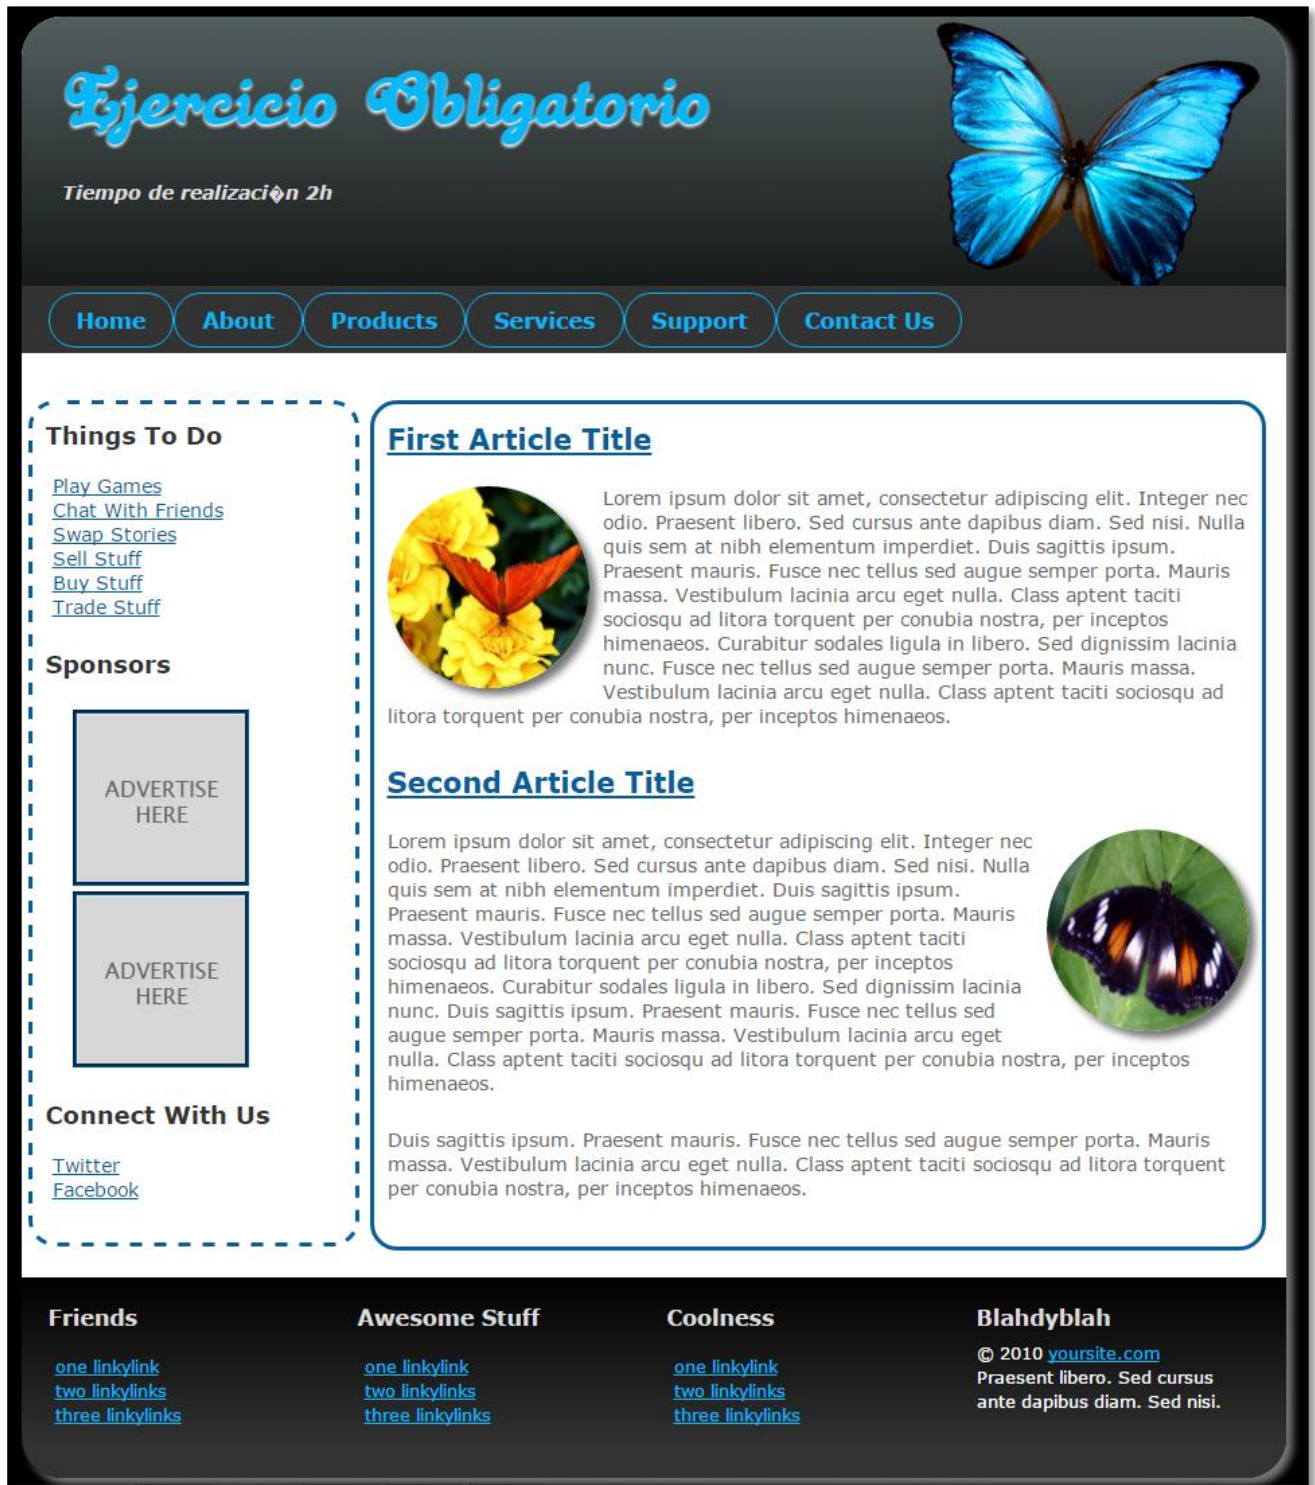 Ejercicio Obligatorio
Tiempo de realizaci�n 2h
Home About Products Services Support Contact Us
Things To Do
Play Games
Chat With Friends
Swap Stories
Sell Stuff
Buy Stuff
Trade Stuff
Sponsors
ADVERTISE
HERE
ADVERTISE
HERE
Connect With Us
Twitter
Facebook
First Article Title
Lorem ipsum dolor sit amet, consectetur adipiscing elit. Integer nec
odio. Praesent libero. Sed cursus ante dapibus diam. Sed nisi. Nulla
quis sem at nibh elementum imperdiet. Duis sagittis ipsum.
Praesent mauris. Fusce nec tellus sed augue semper porta. Mauris
massa. Vestibulum lacinia arcu eget nulla. Class aptent taciti
sociosqu ad litora torquent per conubia nostra, per inceptos
himenaeos. Curabitur sodales ligula in libero. Sed dignissim lacinia
nunc. Fusce nec tellus sed augue semper porta. Mauris massa.
Vestibulum lacinia arcu eget nulla. Class aptent taciti sociosqu ad
litora torquent per conubia nostra, per inceptos himenaeos.
Second Article Title
Lorem ipsum dolor sit amet, consectetur adipiscing elit. Integer nec
odio. Praesent libero. Sed cursus ante dapibus diam. Sed nisi. Nulla
quis sem at nibh elementum imperdiet. Duis sagittis ipsum.
Praesent mauris. Fusce nec tellus sed augue semper porta. Mauris
massa. Vestibulum lacinia arcu eget nulla. Class aptent taciti
sociosqu ad litora torquent per conubia nostra, per inceptos
himenaeos. Curabitur sodales ligula in libero. Sed dignissim lacinia
nunc. Duis sagittis ipsum. Praesent mauris. Fusce nec tellus sed
augue semper porta. Mauris massa. Vestibulum lacinia arcu eget
nulla. Class aptent taciti sociosqu ad litora torquent per conubia nostra, per inceptos
himenaeos.
Duis sagittis ipsum. Praesent mauris. Fusce nec tellus sed augue semper porta. Mauris
massa. Vestibulum lacinia arcu eget nulla. Class aptent taciti sociosqu ad litora torquent
per conubia nostra, per inceptos himenaeos.
Friends
one linkylink
two linkylinks
three linkylinks
Awesome Stuff
one linkylink
two linkylinks
three linkylinks
Coolness
one linkylink
two linkylinks
three linkylinks
Blahdyblah
© 2010 yoursite.com
Praesent libero. Sed cursus
ante dapibus diam. Sed nisi.